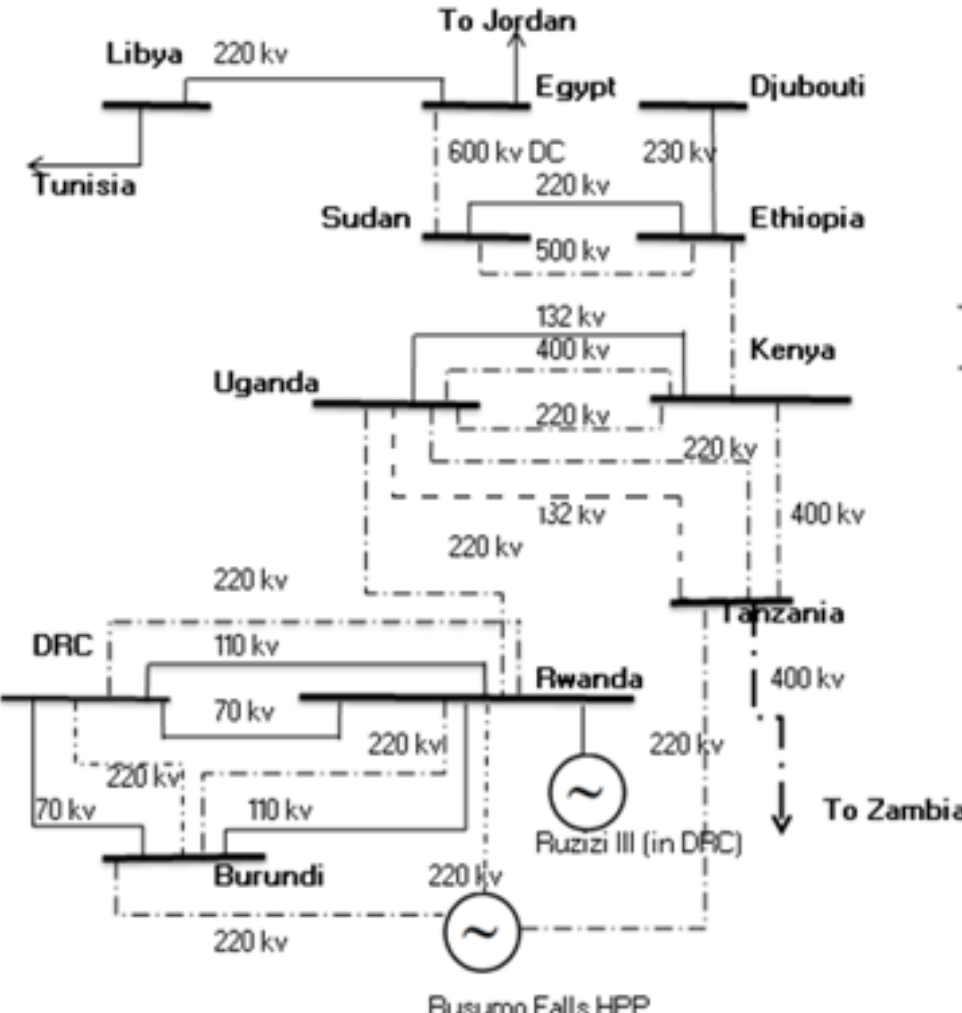 To Jordan
Libya 220 kv
Egypt Djubouti
600 kv DC 230 kv
Tunisia
220 kv
Sudan Ethiopia
500 kv
132 kv
400 kv Kenya
Uganda
220 kv
220 kv
132 kv 400 kv
220 kv
220 kv
Tanzania
DRC 110 kv
Rwanda 400 kv
70 kv
220 kv 220 kv
220 kv
70 kv 110 kv To Zambia
Ruzizi III (in DRC)
Burundi 220 kv
220 kv
Rusumo Falls HPP